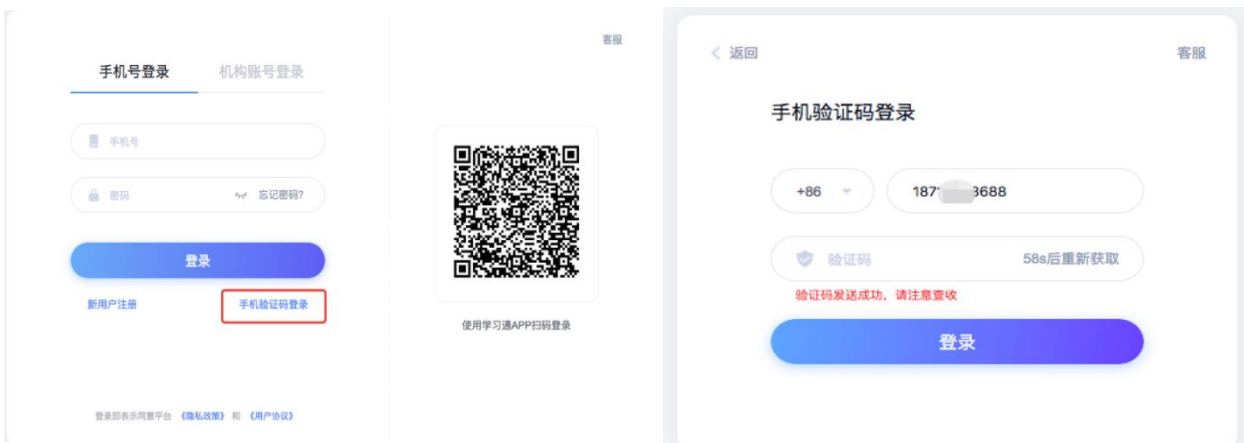 客服
手机号登录 机构账号登录
手机号
密码 忘记密码?
登录
新用户注册 手机验证码登录
使用学习通APP扫码登录
登录即表示同意平台 《隐私政策》 和 《用户协议》
返回 客服
手机验证码登录
+86 187 3688
验证码 58s后重新获取
验证码发送成功，请注意查收
登录